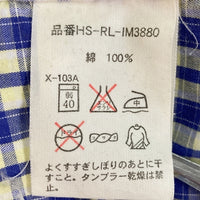 品番HS-RL-IM3880
綿 100%
X-103A
弱
40
中
よくすすぎしぼりのあとに干
すこと。タンブラー乾燥は禁
止。